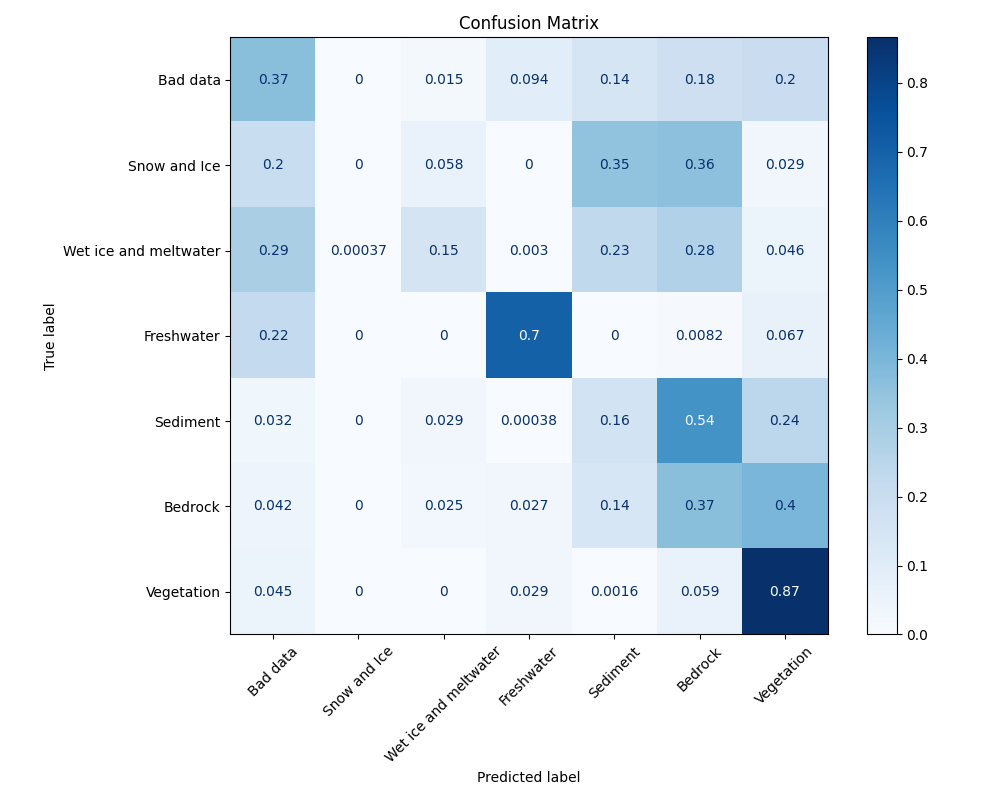 Confusion Matrix
Bad data 0.37 0 0.015 0.094 0.14 0.18 0.2
Snow and Ice 0.2 0 0.058 0 0.35 0.36 0.029
Wet ice and meltwater 0.29 0.00037 0.15 0.003 0.23 0.28 0.046
Freshwater 0.22 0 0 0.7 0 0.0082 0.067
Sediment 0.032 0 0.029 0.00038 0.16 0.54 0.24
Bedrock 0.042 0 0.025 0.027 0.14 0.37 0.4
Vegetation 0.045 0 0 0.029 0.0016 0.059 0.87
True label
Bad data Snow and Ice Wet ice and meltwater Freshwater Sediment Bedrock Vegetation
Predicted label
0.8
0.7
0.6
0.5
0.4
0.3
0.2
0.1
0.0